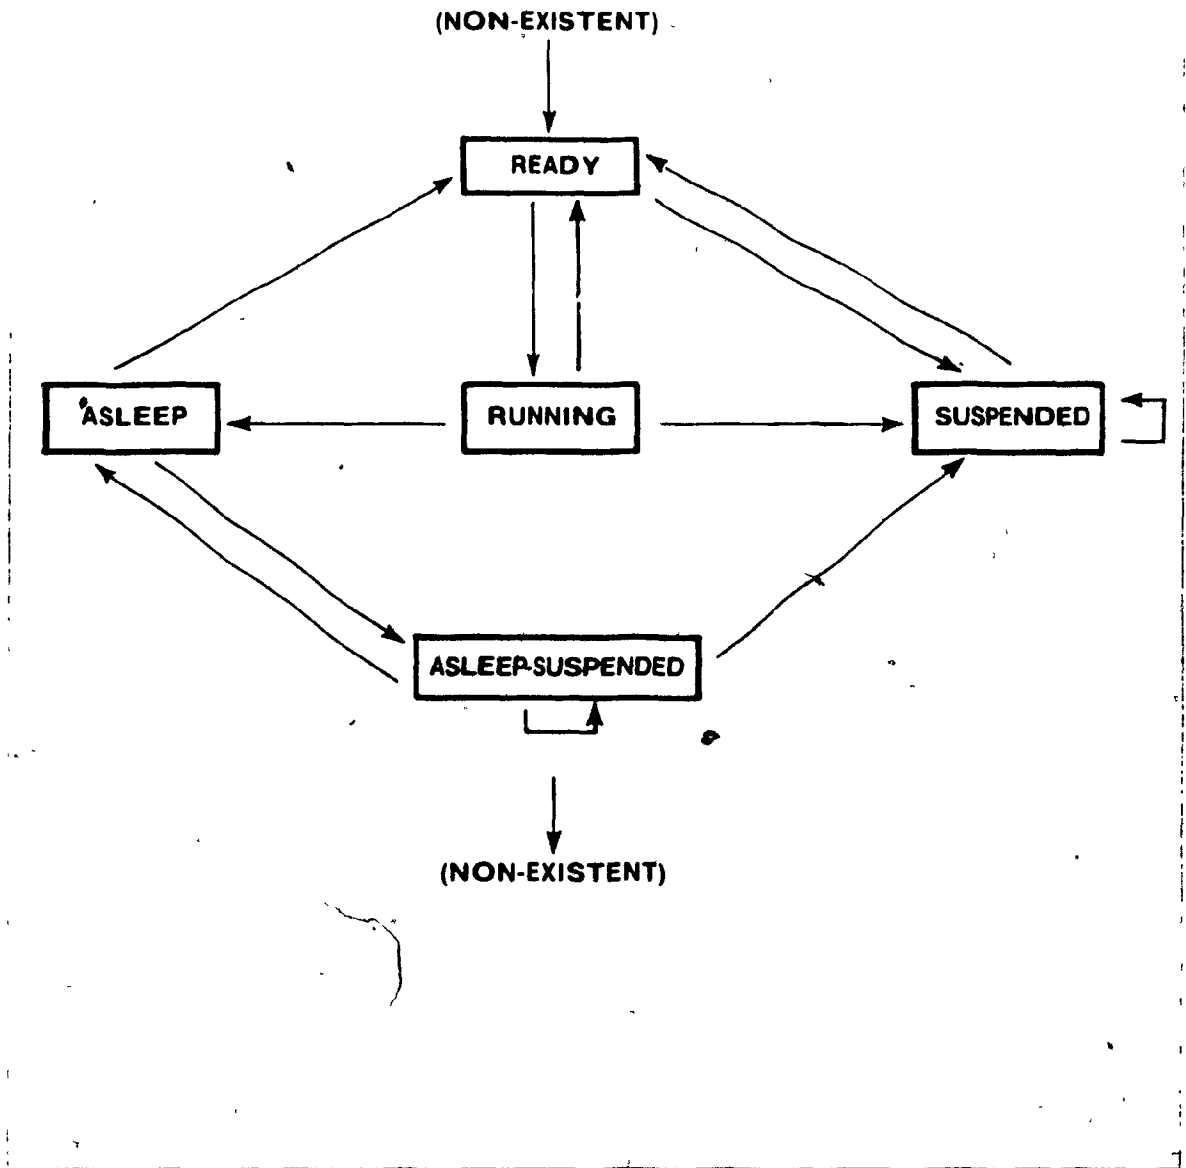 (NON-EXISTENT)
READY
ASLEEP
RUNNING
SUSPENDED
ASLEEP-SUSPENDED
(NON-EXISTENT)